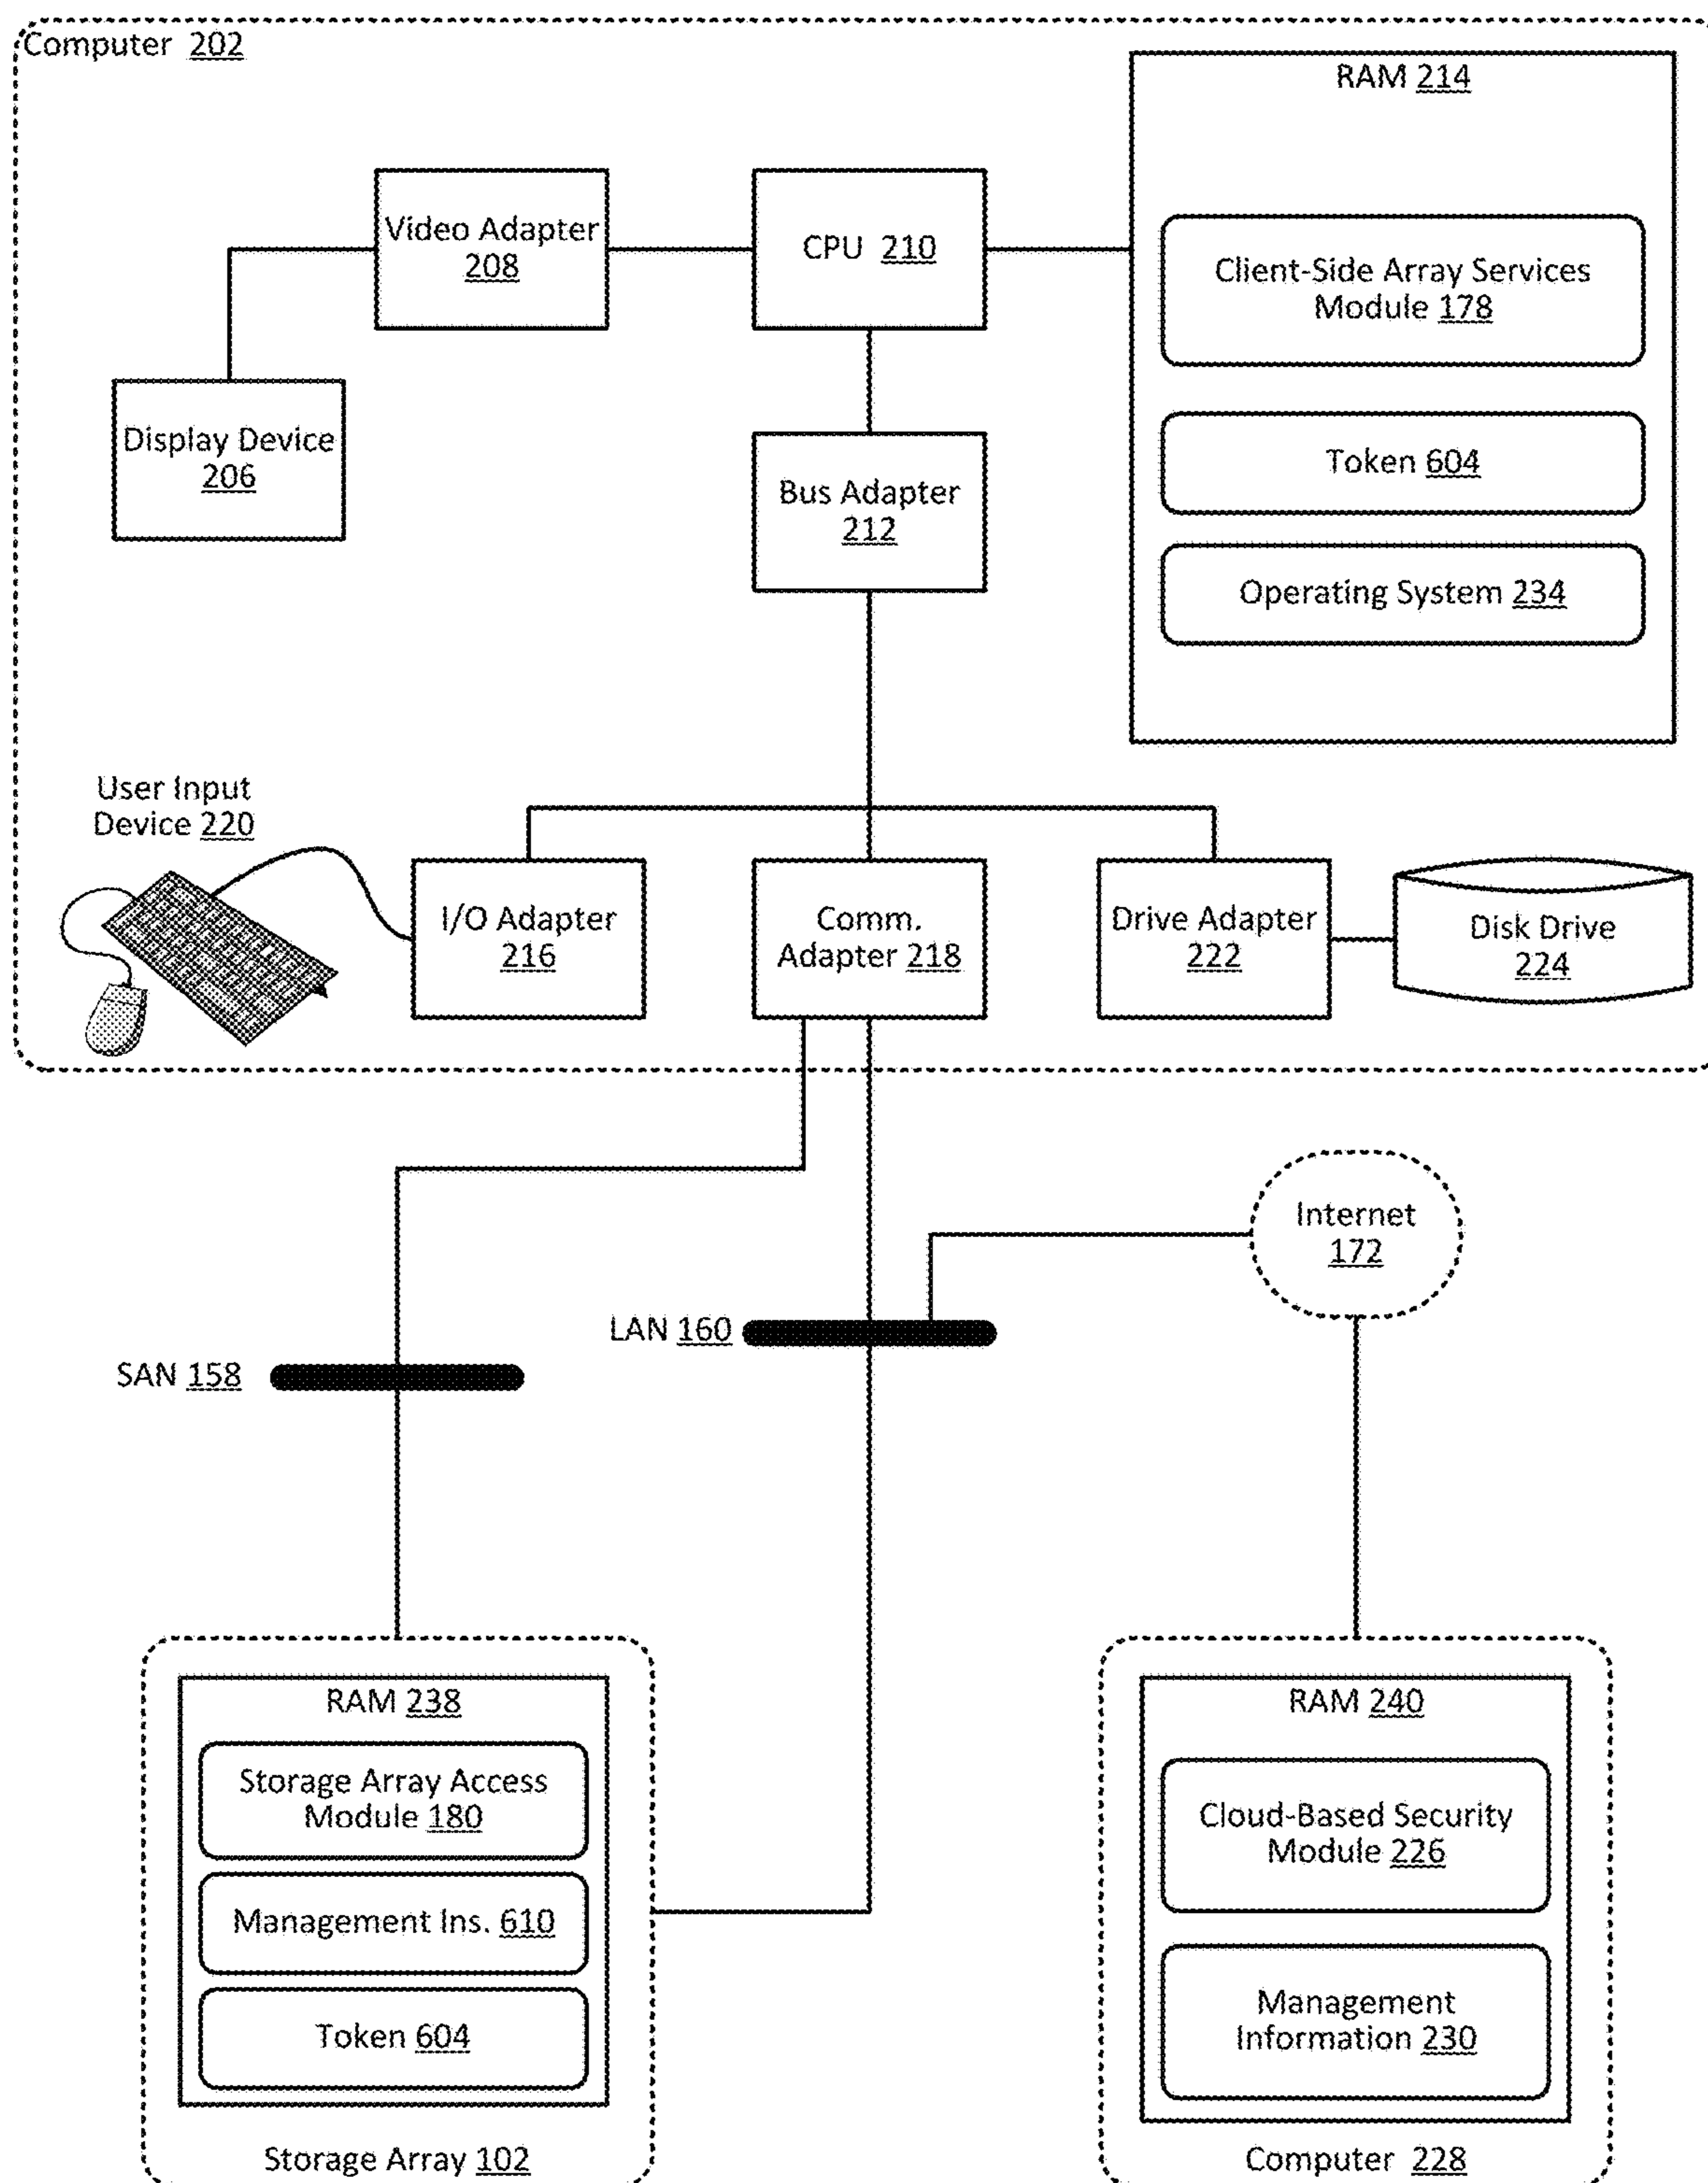 Computer 202
RAM 214
Video Adapter
208
CPU 210
Client-Side Array Services
Module 178
Display Device
206
Token 604
Bus Adapter
212
Operating System 234
User Input
Device 220
I/O Adapter
216
Comm.
Adapter 218
Drive Adapter
222
Disk Drive
224
Internet
172
LAN 160
SAN 158
RAM 238
Storage Array Access
Module 180
Management Ins. 610
Token 604
Storage Array 102
RAM 240
Cloud-Based Security
Module 226
Management
Information 230
Computer 228